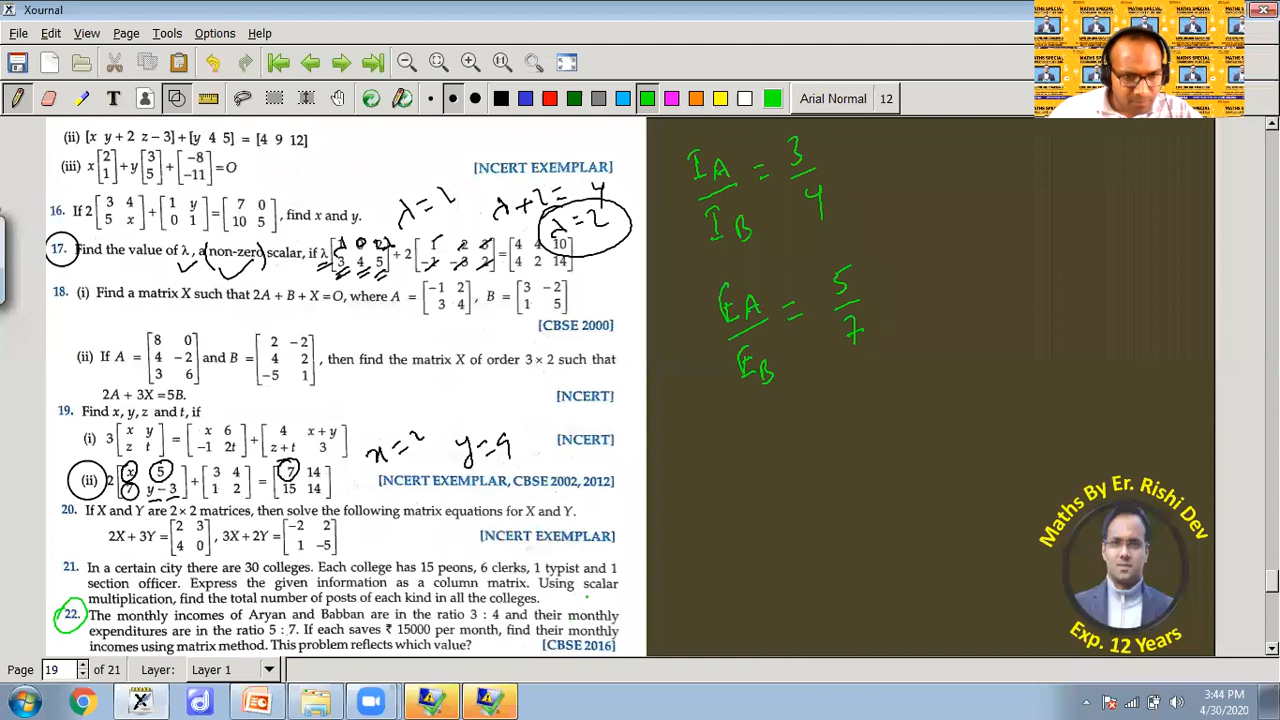 Xournal
File Edit View Page Tools Options Help
Arial Normal 12
(ii) [x y + 2 z − 3] + [y 4 5] = [4 9 12]
(iii) x [2 1] + y [3 5] + [−8 −11] = O
[NCERT EXEMPLAR]
λ = 2 λ + 2 = 4
λ = 2
16. If 2 [3 4 5 x] + [1 y 0 1] = [7 0 10 5], find x and y.
17. Find the value of λ, a (non-zero) scalar, if λ [1 0 2 3 4 5] + 2 [1 2 3 −1 −3 2] = [4 4 10 4 2 14]
18. (i) Find a matrix X such that 2A + B + X = O, where A = [−1 2 3 4], B = [3 −2 1 5]
[CBSE 2000]
(ii) If A = [8 0 4 −2 3 6] and B = [2 −2 4 2 −5 1], then find the matrix X of order 3 × 2 such that
2A + 3X = 5B.
[NCERT]
19. Find x, y, z and t, if
(i) 3 [x y z t] = [x 6 −1 2t] + [4 x + y z + t 3]
[NCERT]
x = 2 y = 9
(ii) 2 [x 5 7 y − 3] + [3 4 1 2] = [7 14 15 14]
[NCERT EXEMPLAR, CBSE 2002, 2012]
20. If X and Y are 2 × 2 matrices, then solve the following matrix equations for X and Y.
2X + 3Y = [2 3 4 0], 3X + 2Y = [−2 2 1 −5]
[NCERT EXEMPLAR]
21. In a certain city there are 30 colleges. Each college has 15 peons, 6 clerks, 1 typist and 1
section officer. Express the given information as a column matrix. Using scalar
multiplication, find the total number of posts of each kind in all the colleges.
22. The monthly incomes of Aryan and Babban are in the ratio 3 : 4 and their monthly
expenditures are in the ratio 5 : 7. If each saves ₹ 15000 per month, find their monthly
incomes using matrix method. This problem reflects which value?
[CBSE 2016]
I_A / I_B = 3 / 4
E_A / E_B = 5 / 7
Maths By Er. Rishi Dev
Exp. 12 Years
Page 19 of 21 Layer: Layer 1
3:44 PM
4/30/2020